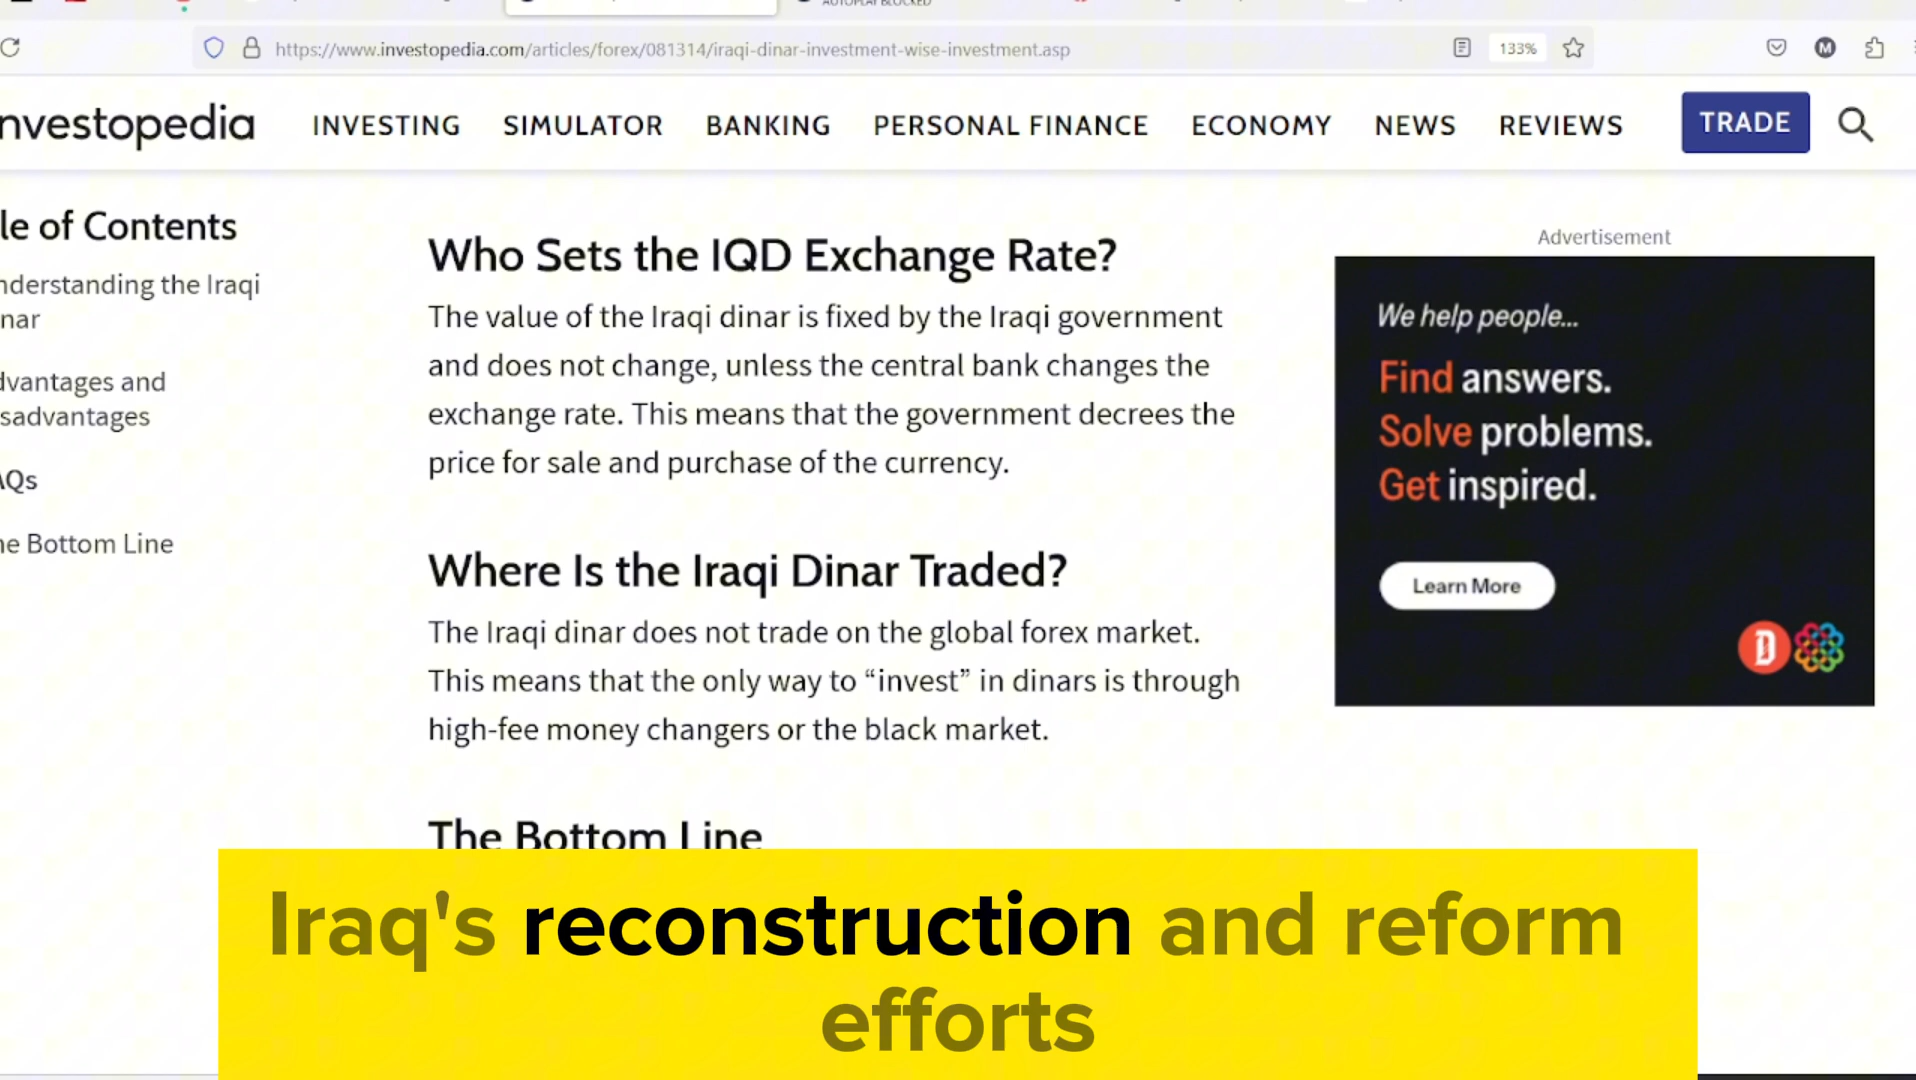 AUTOPLAY BLOCKED
https://www.investopedia.com/articles/forex/081314/iraqi-dinar-investment-wise-investment.asp
133%
M
nvestopedia
INVESTING
SIMULATOR
BANKING
PERSONAL FINANCE
ECONOMY
NEWS
REVIEWS
TRADE
le of Contents
nderstanding the Iraqi
nar
dvantages and
sadvantages
AQs
e Bottom Line
Who Sets the IQD Exchange Rate?
The value of the Iraqi dinar is fixed by the Iraqi government
and does not change, unless the central bank changes the
exchange rate. This means that the government decrees the
price for sale and purchase of the currency.
Where Is the Iraqi Dinar Traded?
The Iraqi dinar does not trade on the global forex market.
This means that the only way to “invest” in dinars is through
high-fee money changers or the black market.
The Bottom Line
Advertisement
We help people...
Find answers.
Solve problems.
Get inspired.
Learn More
D
Iraq's reconstruction and reform
efforts